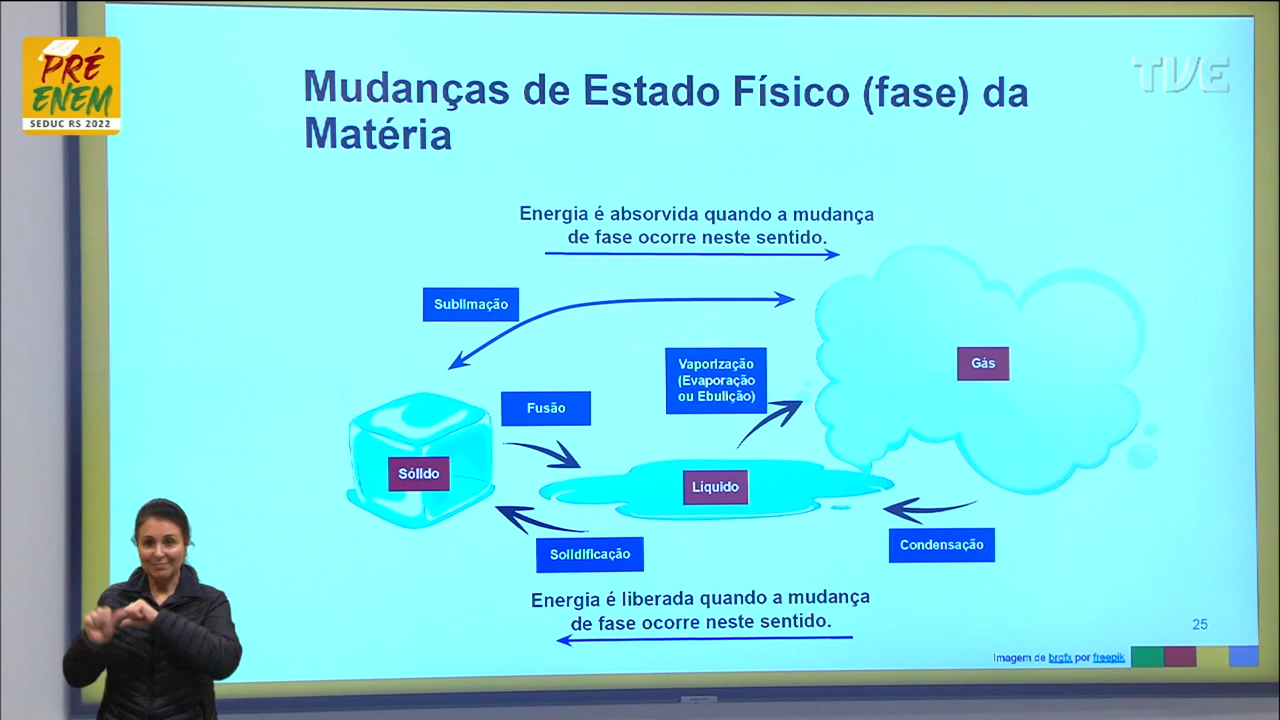 PRÉ
ENEM
SEDUC RS 2022
TVE
Mudanças de Estado Físico (fase) da
Matéria
Energia é absorvida quando a mudança
de fase ocorre neste sentido.
Sublimação
Vaporização
(Evaporação
ou Ebulição)
Gás
Fusão
Sólido
Líquido
Solidificação
Condensação
Energia é liberada quando a mudança
de fase ocorre neste sentido.
25
Imagem de brgfx por freepik